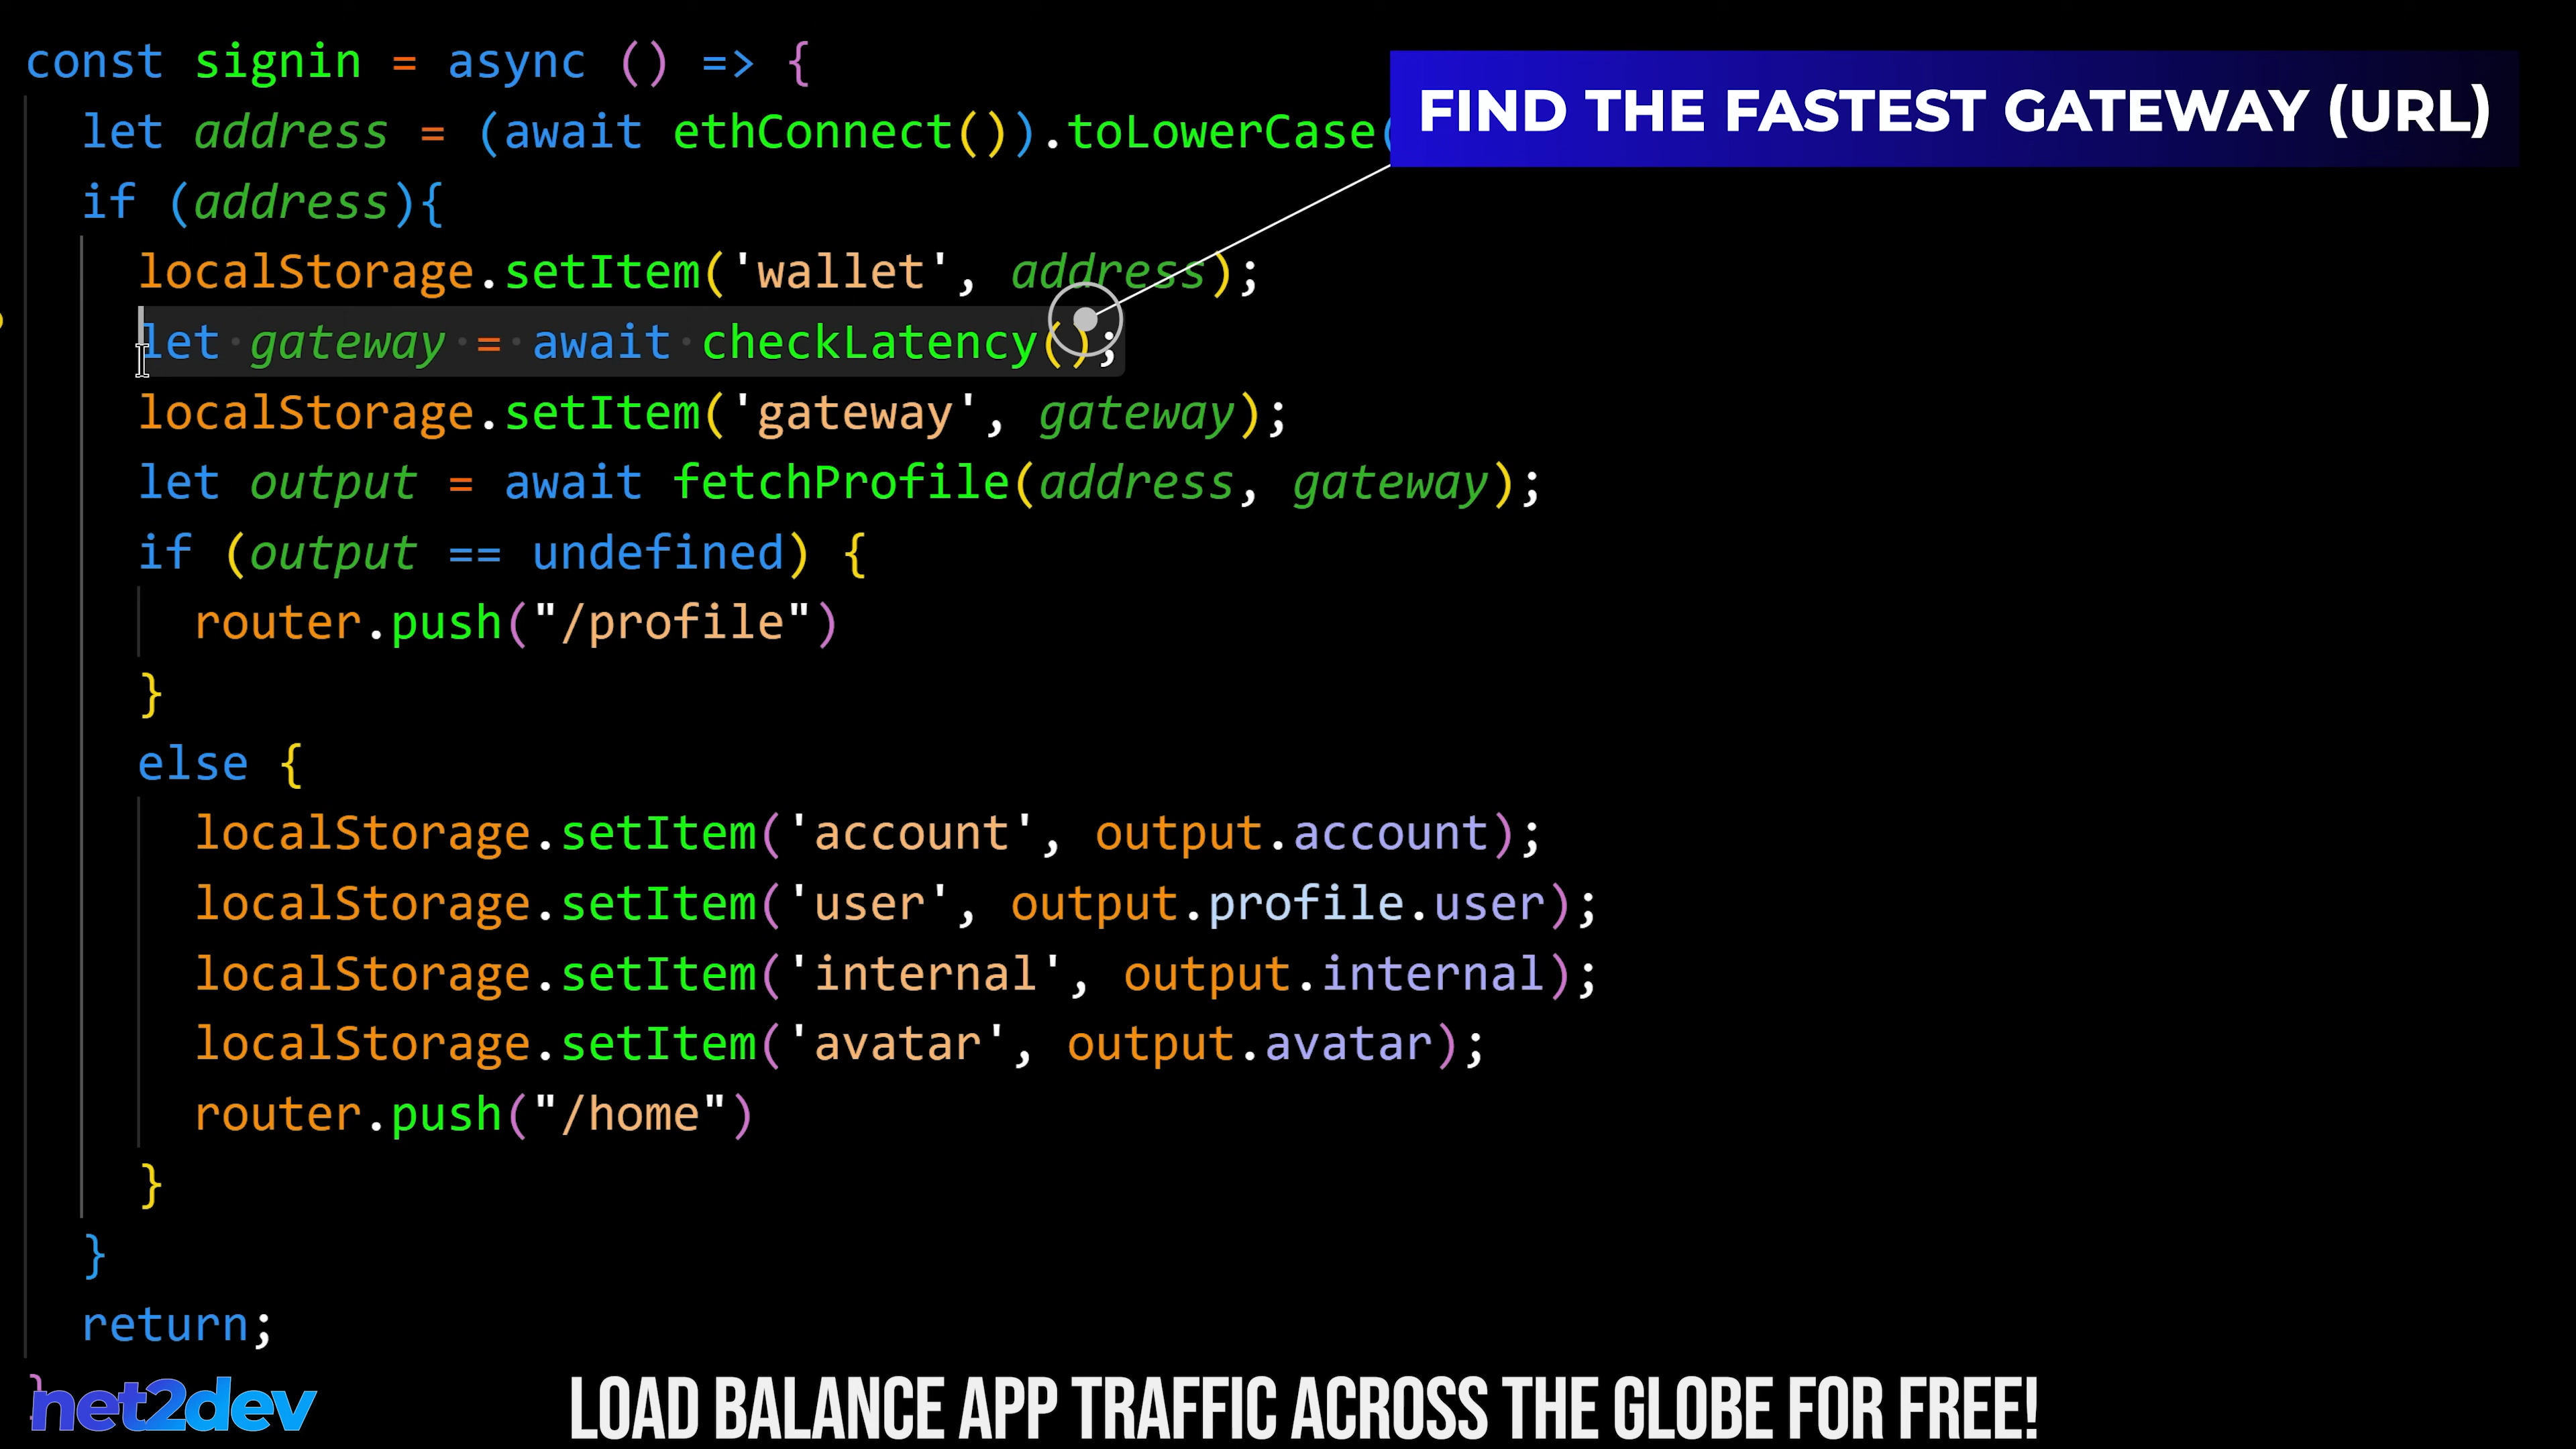 const signin = async () => {
let address = (await ethConnect()).toLowerCase(
FIND THE FASTEST GATEWAY (URL)
if (address){
localStorage.setItem('wallet', address);
let gateway = await checkLatency();
localStorage.setItem('gateway', gateway);
let output = await fetchProfile(address, gateway);
if (output == undefined) {
router.push("/profile")
}
else {
localStorage.setItem('account', output.account);
localStorage.setItem('user', output.profile.user);
localStorage.setItem('internal', output.internal);
localStorage.setItem('avatar', output.avatar);
router.push("/home")
}
}
return;
}
net2dev
LOAD BALANCE APP TRAFFIC ACROSS THE GLOBE FOR FREE!